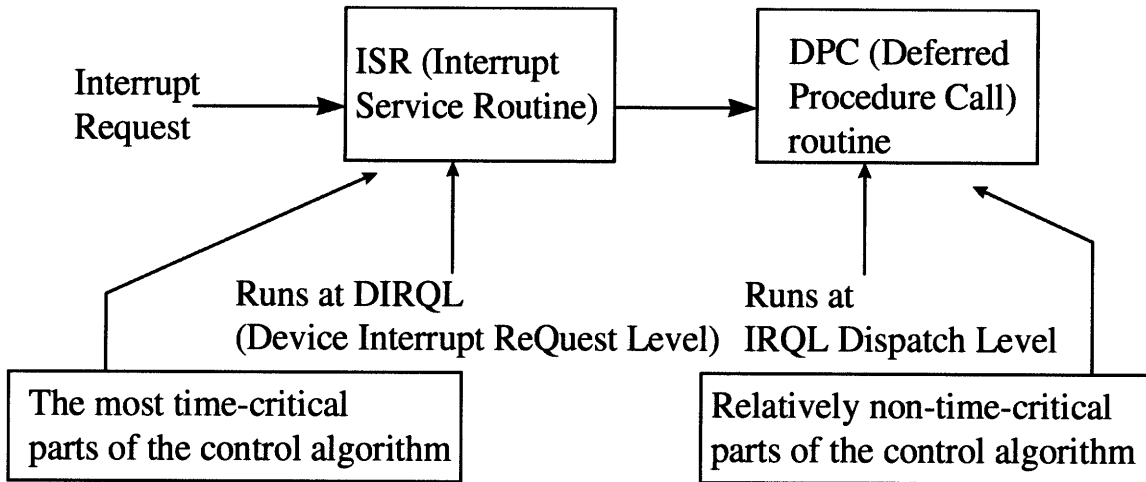 Interrupt
Request
ISR (Interrupt
Service Routine)
DPC (Deferred
Procedure Call)
routine
Runs at DIRQL
(Device Interrupt ReQuest Level)
Runs at
IRQL Dispatch Level
The most time-critical
parts of the control algorithm
Relatively non-time-critical
parts of the control algorithm